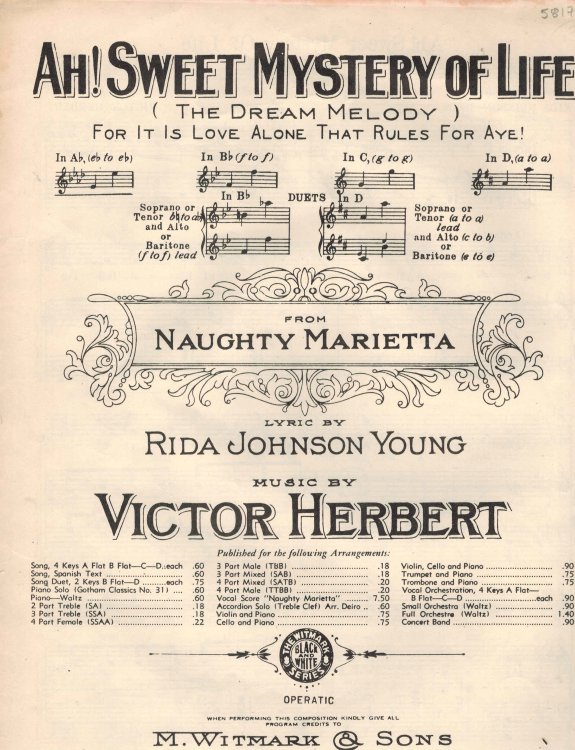 5817
AH! SWEET MYSTERY OF LIFE
( THE DREAM MELODY )
FOR IT IS LOVE ALONE THAT RULES FOR AYE!
In A♭, (e♭ to e♭) In B♭ (f to f) In C, (g to g) In D, (a to a)
In B♭ DUETS In D
Soprano or
Tenor b♭ to a♭
and Alto
or
Baritone
(f to f) lead
Soprano or
Tenor (a to a)
lead
and Alto (c to b)
or
Baritone (e to e)
FROM
NAUGHTY MARIETTA
LYRIC BY
RIDA JOHNSON YOUNG
MUSIC BY
VICTOR HERBERT
Published for the following Arrangements:
Song, 4 Keys A Flat B Flat—C—D..each .60
Song, Spanish Text .60
Song Duet, 2 Keys B Flat—D ...each .75
Piano Solo (Gotham Classics No. 31) .... .60
Piano—Waltz .60
2 Part Treble (SA) .18
3 Part Treble (SSA) .18
4 Part Female (SSAA) .22
3 Part Male (TBB) .18
3 Part Mixed (SAB) .18
4 Part Mixed (SATB) .20
4 Part Male (TTBB) .20
Vocal Score "Naughty Marietta" 7.50
Accordion Solo (Treble Clef) Arr. Deiro .. .60
Violin and Piano .75
Cello and Piano .75
Violin, Cello and Piano .90
Trumpet and Piano .75
Trombone and Piano .75
Vocal Orchestration, 4 Keys A Flat—
B Flat—C—D each .90
Small Orchestra (Waltz) .90
Full Orchestre (Waltz) 1.40
Concert Band .90
THE WITMARK
BLACK
AND
WHITE
SERIES
OPERATIC
WHEN PERFORMING THIS COMPOSITION KINDLY GIVE ALL
PROGRAM CREDITS TO
M. WITMARK & SONS